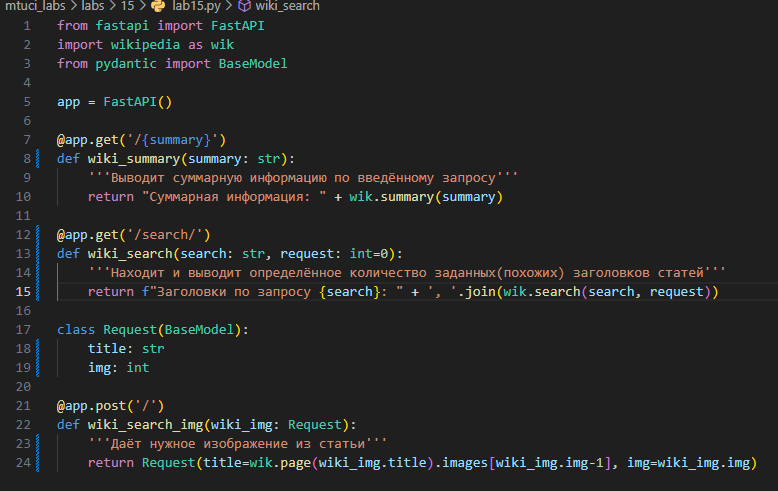 mtuci_labs > labs > 15 > lab15.py > wiki_search
1 from fastapi import FastAPI
2 import wikipedia as wik
3 from pydantic import BaseModel
4
5 app = FastAPI()
6
7 @app.get('/{summary}')
8 def wiki_summary(summary: str):
9     '''Выводит суммарную информацию по введённому запросу'''
10     return "Суммарная информация: " + wik.summary(summary)
11
12 @app.get('/search/')
13 def wiki_search(search: str, request: int=0):
14     '''Находит и выводит определённое количество заданных(похожих) заголовков статей'''
15     return f"Заголовки по запросу {search}: " + ', '.join(wik.search(search, request))
16
17 class Request(BaseModel):
18     title: str
19     img: int
20
21 @app.post('/')
22 def wiki_search_img(wiki_img: Request):
23     '''Даёт нужное изображение из статьи'''
24     return Request(title=wik.page(wiki_img.title).images[wiki_img.img-1], img=wiki_img.img)